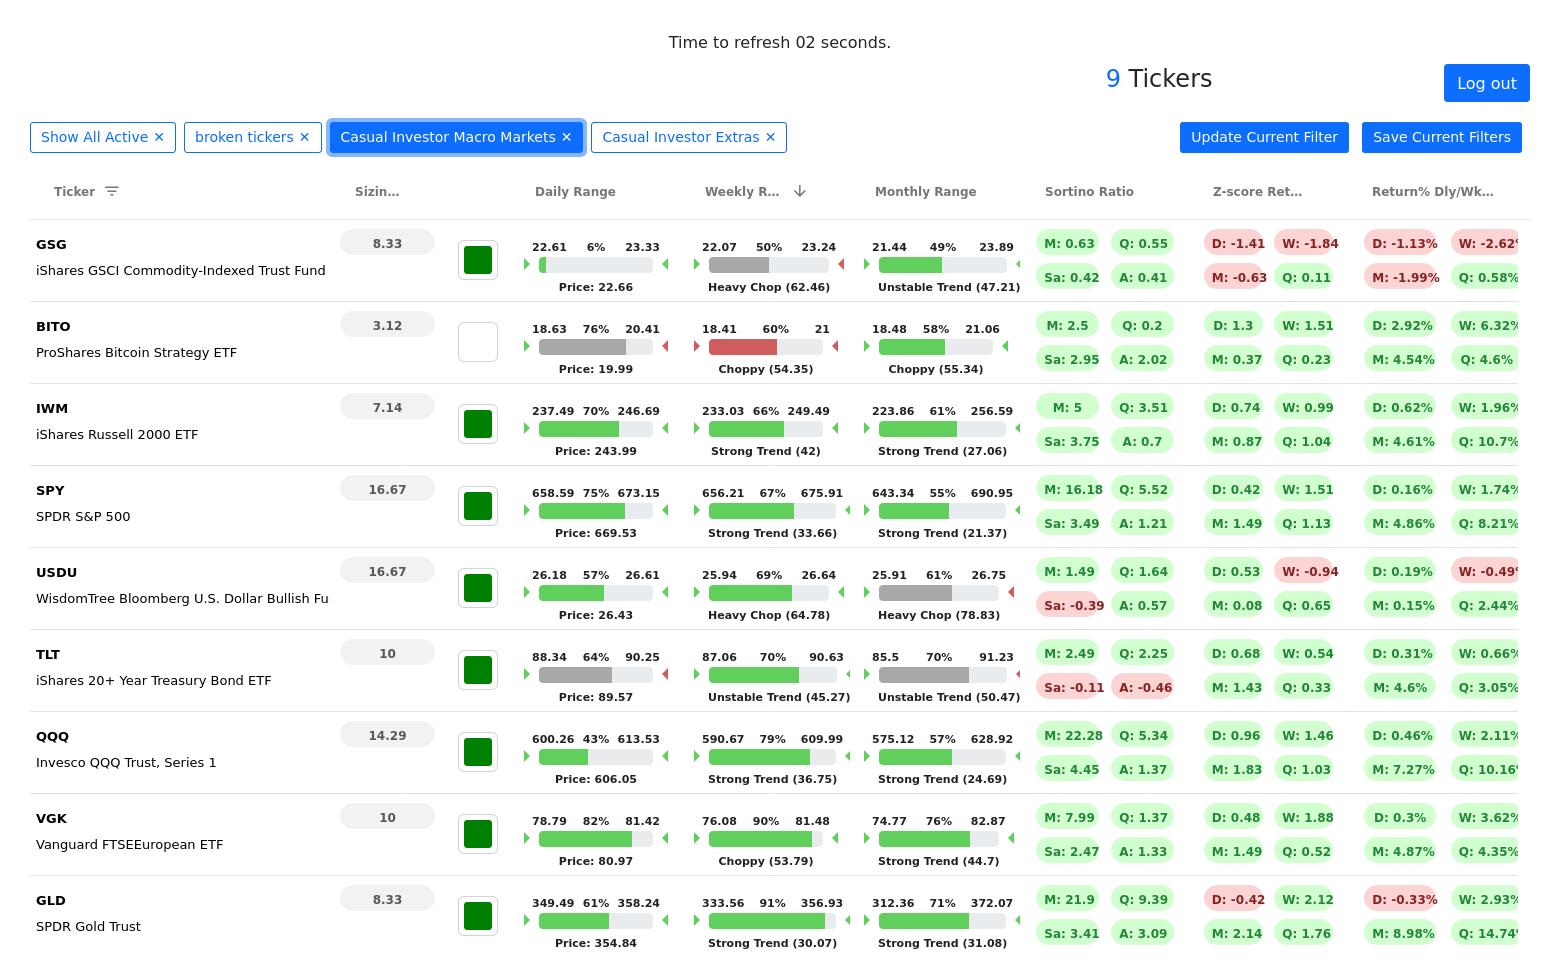 Time to refresh 02 seconds.
9 Tickers
Log out
Show All Active ✕ broken tickers ✕ Casual Investor Macro Markets ✕ Casual Investor Extras ✕ Update Current Filter Save Current Filters
Ticker Sizin... Daily Range Weekly R... Monthly Range Sortino Ratio Z-score Ret... Return% Dly/Wk...
GSG 8.33 22.61 6% 23.33 22.07 50% 23.24 21.44 49% 23.89 M: 0.63 Q: 0.55 D: -1.41 W: -1.84 D: -1.13% W: -2.62%
iShares GSCI Commodity-Indexed Trust Fund Price: 22.66 Heavy Chop (62.46) Unstable Trend (47.21) Sa: 0.42 A: 0.41 M: -0.63 Q: 0.11 M: -1.99% Q: 0.58%
BITO 3.12 18.63 76% 20.41 18.41 60% 21 18.48 58% 21.06 M: 2.5 Q: 0.2 D: 1.3 W: 1.51 D: 2.92% W: 6.32%
ProShares Bitcoin Strategy ETF Price: 19.99 Choppy (54.35) Choppy (55.34) Sa: 2.95 A: 2.02 M: 0.37 Q: 0.23 M: 4.54% Q: 4.6%
IWM 7.14 237.49 70% 246.69 233.03 66% 249.49 223.86 61% 256.59 M: 5 Q: 3.51 D: 0.74 W: 0.99 D: 0.62% W: 1.96%
iShares Russell 2000 ETF Price: 243.99 Strong Trend (42) Strong Trend (27.06) Sa: 3.75 A: 0.7 M: 0.87 Q: 1.04 M: 4.61% Q: 10.7%
SPY 16.67 658.59 75% 673.15 656.21 67% 675.91 643.34 55% 690.95 M: 16.18 Q: 5.52 D: 0.42 W: 1.51 D: 0.16% W: 1.74%
SPDR S&P 500 Price: 669.53 Strong Trend (33.66) Strong Trend (21.37) Sa: 3.49 A: 1.21 M: 1.49 Q: 1.13 M: 4.86% Q: 8.21%
USDU 16.67 26.18 57% 26.61 25.94 69% 26.64 25.91 61% 26.75 M: 1.49 Q: 1.64 D: 0.53 W: -0.94 D: 0.19% W: -0.49%
WisdomTree Bloomberg U.S. Dollar Bullish Fu Price: 26.43 Heavy Chop (64.78) Heavy Chop (78.83) Sa: -0.39 A: 0.57 M: 0.08 Q: 0.65 M: 0.15% Q: 2.44%
TLT 10 88.34 64% 90.25 87.06 70% 90.63 85.5 70% 91.23 M: 2.49 Q: 2.25 D: 0.68 W: 0.54 D: 0.31% W: 0.66%
iShares 20+ Year Treasury Bond ETF Price: 89.57 Unstable Trend (45.27) Unstable Trend (50.47) Sa: -0.11 A: -0.46 M: 1.43 Q: 0.33 M: 4.6% Q: 3.05%
QQQ 14.29 600.26 43% 613.53 590.67 79% 609.99 575.12 57% 628.92 M: 22.28 Q: 5.34 D: 0.96 W: 1.46 D: 0.46% W: 2.11%
Invesco QQQ Trust, Series 1 Price: 606.05 Strong Trend (36.75) Strong Trend (24.69) Sa: 4.45 A: 1.37 M: 1.83 Q: 1.03 M: 7.27% Q: 10.16%
VGK 10 78.79 82% 81.42 76.08 90% 81.48 74.77 76% 82.87 M: 7.99 Q: 1.37 D: 0.48 W: 1.88 D: 0.3% W: 3.62%
Vanguard FTSEEuropean ETF Price: 80.97 Choppy (53.79) Strong Trend (44.7) Sa: 2.47 A: 1.33 M: 1.49 Q: 0.52 M: 4.87% Q: 4.35%
GLD 8.33 349.49 61% 358.24 333.56 91% 356.93 312.36 71% 372.07 M: 21.9 Q: 9.39 D: -0.42 W: 2.12 D: -0.33% W: 2.93%
SPDR Gold Trust Price: 354.84 Strong Trend (30.07) Strong Trend (31.08) Sa: 3.41 A: 3.09 M: 2.14 Q: 1.76 M: 8.98% Q: 14.74%